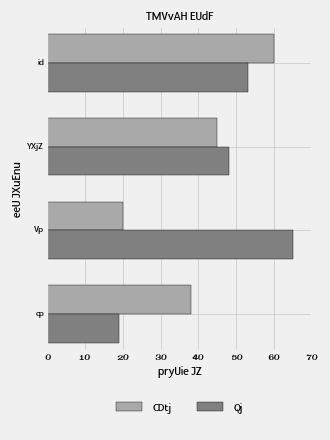 TMVvAH EUdF
eeU JXuEnu
id
YXjZ
Vp
cp
0 10 20 30 40 50 60 70
pryUie JZ
CDtj Qj